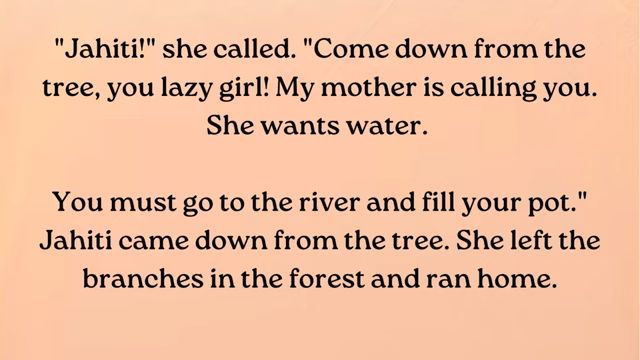 "Jahiti!" she called. "Come down from the
tree, you lazy girl! My mother is calling you.
She wants water.
You must go to the river and fill your pot."
Jahiti came down from the tree. She left the
branches in the forest and ran home.